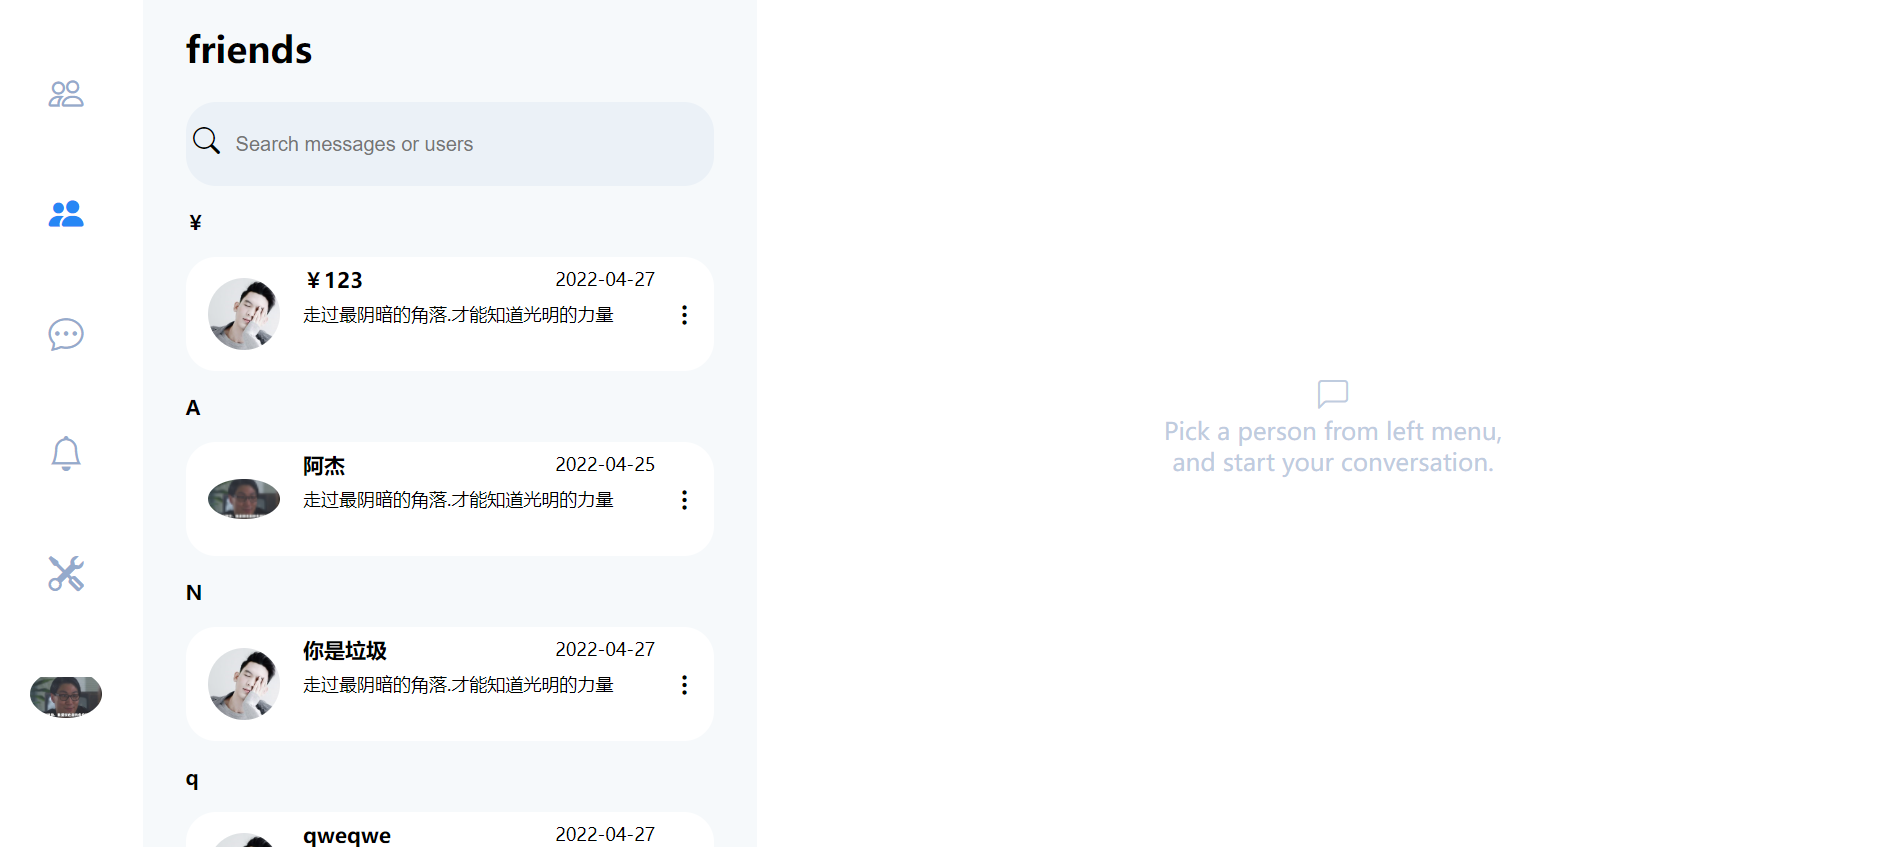 friends
Search messages or users
¥
¥123
2022-04-27
走过最阴暗的角落.才能知道光明的力量
A
阿杰
2022-04-25
走过最阴暗的角落.才能知道光明的力量
N
你是垃圾
2022-04-27
走过最阴暗的角落.才能知道光明的力量
q
qweqwe
2022-04-27
Pick a person from left menu,
and start your conversation.